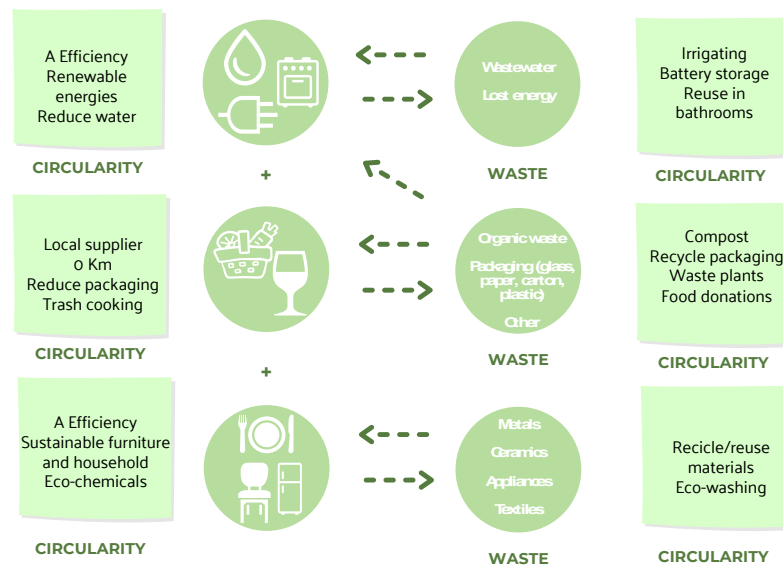 A Efficiency
Renewable
energies
Reduce water
CIRCULARITY
+
Wastewater
Lost energy
WASTE
Irrigating
Battery storage
Reuse in
bathrooms
CIRCULARITY
Local supplier
0 Km
Reduce packaging
Trash cooking
CIRCULARITY
+
Organic waste
Packaging (glass,
paper, carton,
plastic)
Other
WASTE
Compost
Recycle packaging
Waste plants
Food donations
CIRCULARITY
A Efficiency
Sustainable furniture
and household
Eco-chemicals
CIRCULARITY
Metals
Ceramics
Appliances
Textiles
WASTE
Recicle/reuse
materials
Eco-washing
CIRCULARITY